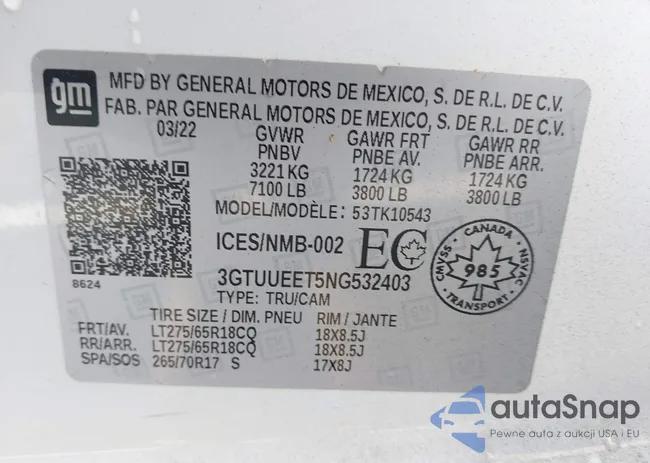 gm
MFD BY GENERAL MOTORS DE MEXICO, S. DE R.L. DE C.V.
FAB. PAR GENERAL MOTORS DE MEXICO, S. DE R.L. DE C.V.
03/22 GVWR GAWR FRT GAWR RR
PNBV PNBE AV. PNBE ARR.
3221 KG 1724 KG 1724 KG
7100 LB 3800 LB 3800 LB
MODEL/MODÈLE: 53TK10543
ICES/NMB-002 EC
CANADA
CMVSS 985 NSVAC
TRANSPORT
8624
3GTUUEET5NG532403
TYPE: TRU/CAM
TIRE SIZE / DIM. PNEU RIM / JANTE
FRT/AV. LT275/65R18CQ 18X8.5J
RR/ARR. LT275/65R18CQ 18X8.5J
SPA/SOS 265/70R17 S 17X8J
autoSnap
Pewne auta z aukcji USA i EU